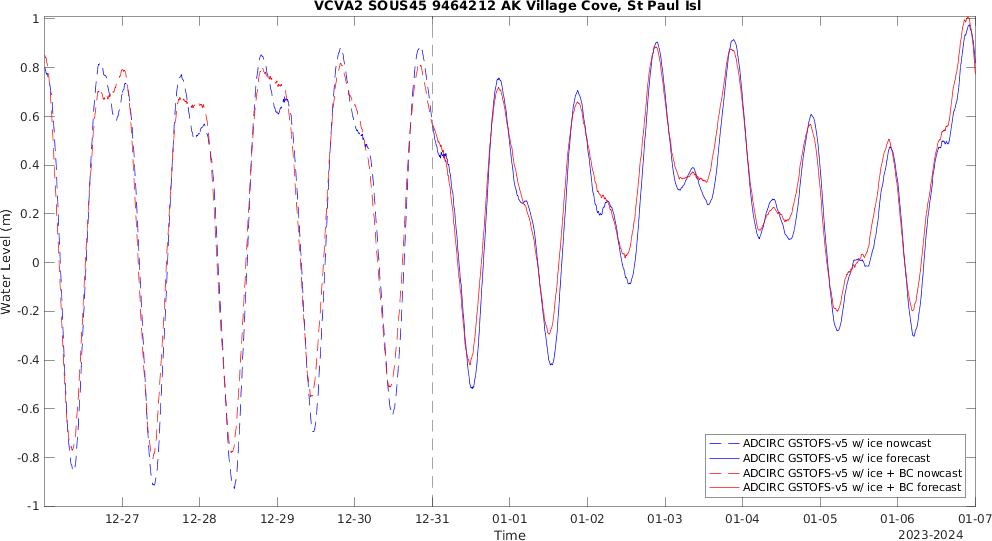 VCVA2 SOUS45 9464212 AK Village Cove, St Paul Isl
Water Level (m)
1
0.8
0.6
0.4
0.2
0
-0.2
-0.4
-0.6
-0.8
-1
ADCIRC GSTOFS-v5 w/ ice nowcast
ADCIRC GSTOFS-v5 w/ ice forecast
ADCIRC GSTOFS-v5 w/ ice + BC nowcast
ADCIRC GSTOFS-v5 w/ ice + BC forecast
12-27 12-28 12-29 12-30 12-31 01-01 01-02 01-03 01-04 01-05 01-06 01-07
Time
2023-2024